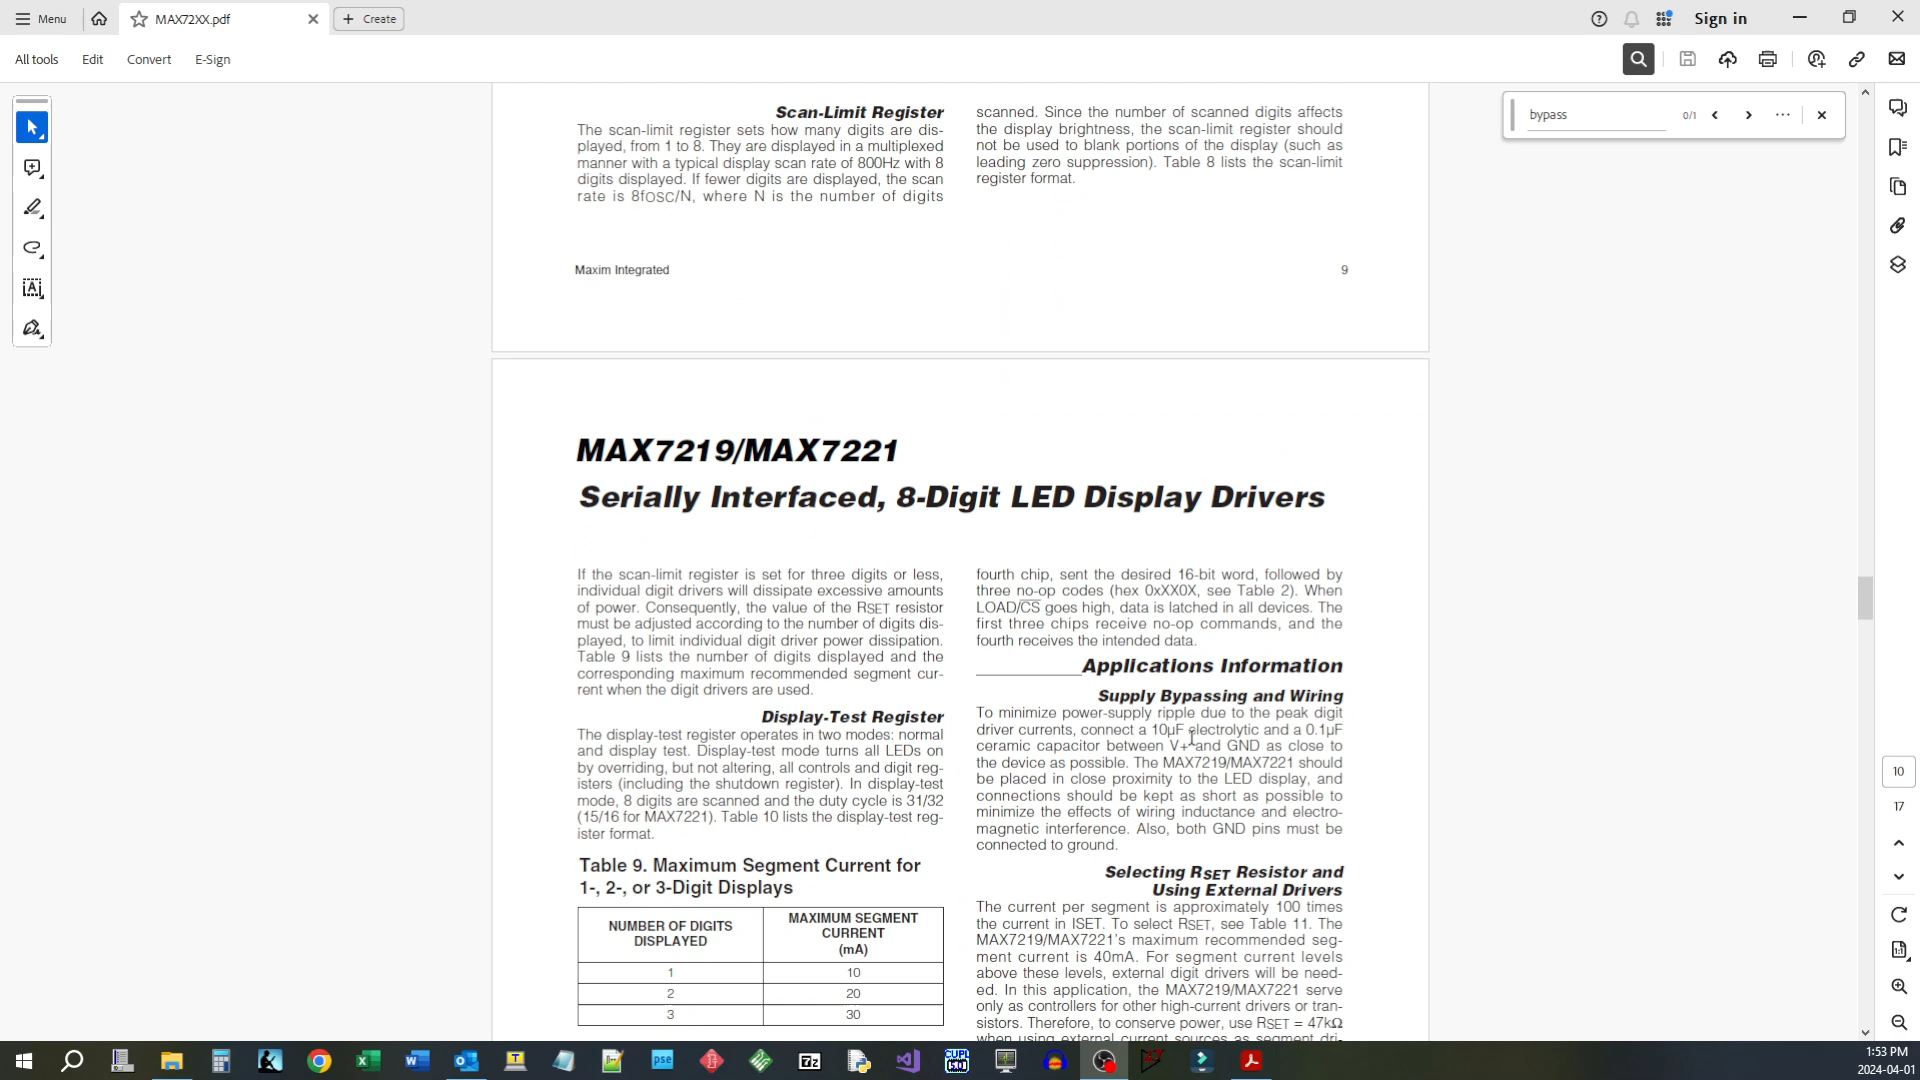 Menu
MAX72XX.pdf
Create
Sign in
All tools
Edit
Convert
E-Sign
bypass
0/1
Scan-Limit Register
The scan-limit register sets how many digits are dis-
played, from 1 to 8. They are displayed in a multiplexed
manner with a typical display scan rate of 800Hz with 8
digits displayed. If fewer digits are displayed, the scan
rate is 8fOSC/N, where N is the number of digits
scanned. Since the number of scanned digits affects
the display brightness, the scan-limit register should
not be used to blank portions of the display (such as
leading zero suppression). Table 8 lists the scan-limit
register format.
Maxim Integrated
9
MAX7219/MAX7221
Serially Interfaced, 8-Digit LED Display Drivers
If the scan-limit register is set for three digits or less,
individual digit drivers will dissipate excessive amounts
of power. Consequently, the value of the RSET resistor
must be adjusted according to the number of digits dis-
played, to limit individual digit driver power dissipation.
Table 9 lists the number of digits displayed and the
corresponding maximum recommended segment cur-
rent when the digit drivers are used.
Display-Test Register
The display-test register operates in two modes: normal
and display test. Display-test mode turns all LEDs on
by overriding, but not altering, all controls and digit reg-
isters (including the shutdown register). In display-test
mode, 8 digits are scanned and the duty cycle is 31/32
(15/16 for MAX7221). Table 10 lists the display-test reg-
ister format.
Table 9. Maximum Segment Current for
1-, 2-, or 3-Digit Displays
NUMBER OF DIGITS
DISPLAYED
MAXIMUM SEGMENT
CURRENT
(mA)
1 10
2 20
3 30
fourth chip, sent the desired 16-bit word, followed by
three no-op codes (hex 0xXX0X, see Table 2). When
LOAD/CS goes high, data is latched in all devices. The
first three chips receive no-op commands, and the
fourth receives the intended data.
Applications Information
Supply Bypassing and Wiring
To minimize power-supply ripple due to the peak digit
driver currents, connect a 10µF electrolytic and a 0.1µF
ceramic capacitor between V+ and GND as close to
the device as possible. The MAX7219/MAX7221 should
be placed in close proximity to the LED display, and
connections should be kept as short as possible to
minimize the effects of wiring inductance and electro-
magnetic interference. Also, both GND pins must be
connected to ground.
Selecting RSET Resistor and
Using External Drivers
The current per segment is approximately 100 times
the current in ISET. To select RSET, see Table 11. The
MAX7219/MAX7221's maximum recommended seg-
ment current is 40mA. For segment current levels
above these levels, external digit drivers will be need-
ed. In this application, the MAX7219/MAX7221 serve
only as controllers for other high-current drivers or tran-
sistors. Therefore, to conserve power, use RSET = 47kΩ
when using external current sources as segment dri-
10
17
1:53 PM
2024-04-01